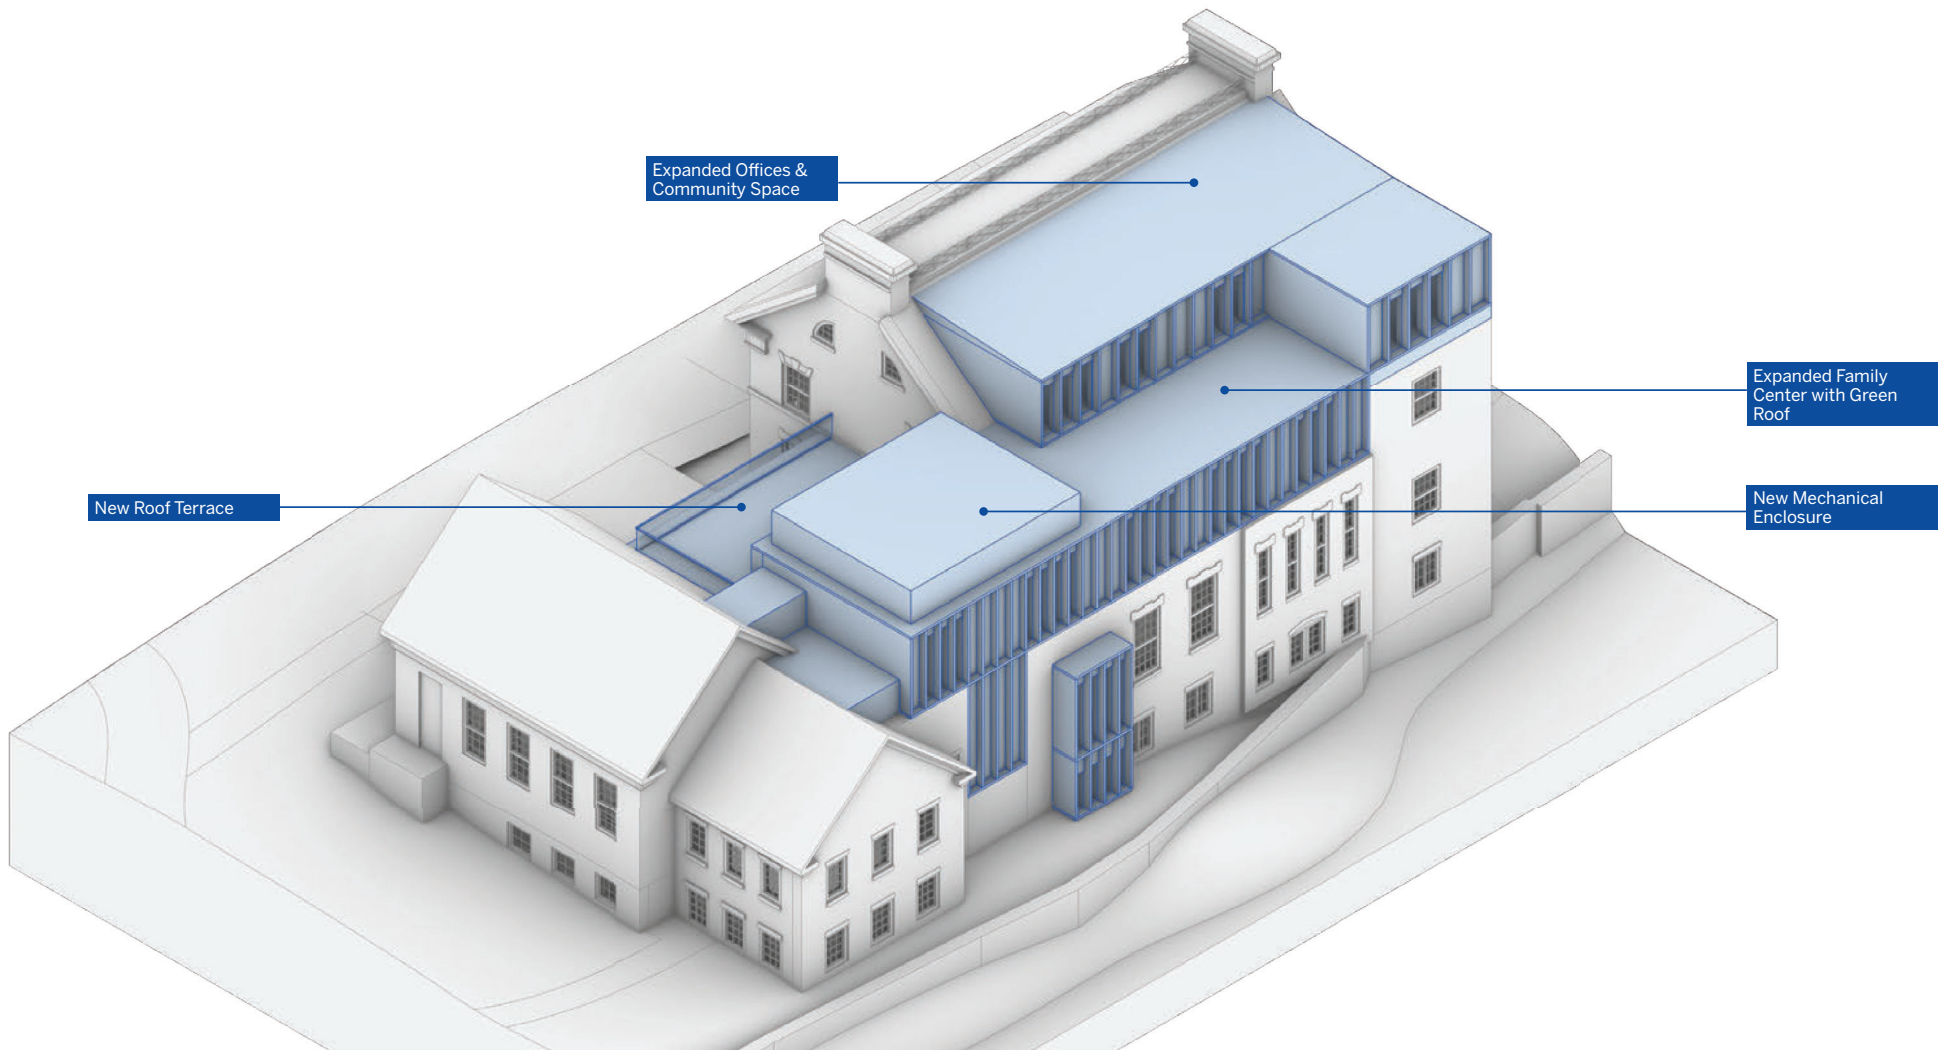 Expanded Offices &
Community Space
Expanded Family
Center with Green
Roof
New Roof Terrace
New Mechanical
Enclosure